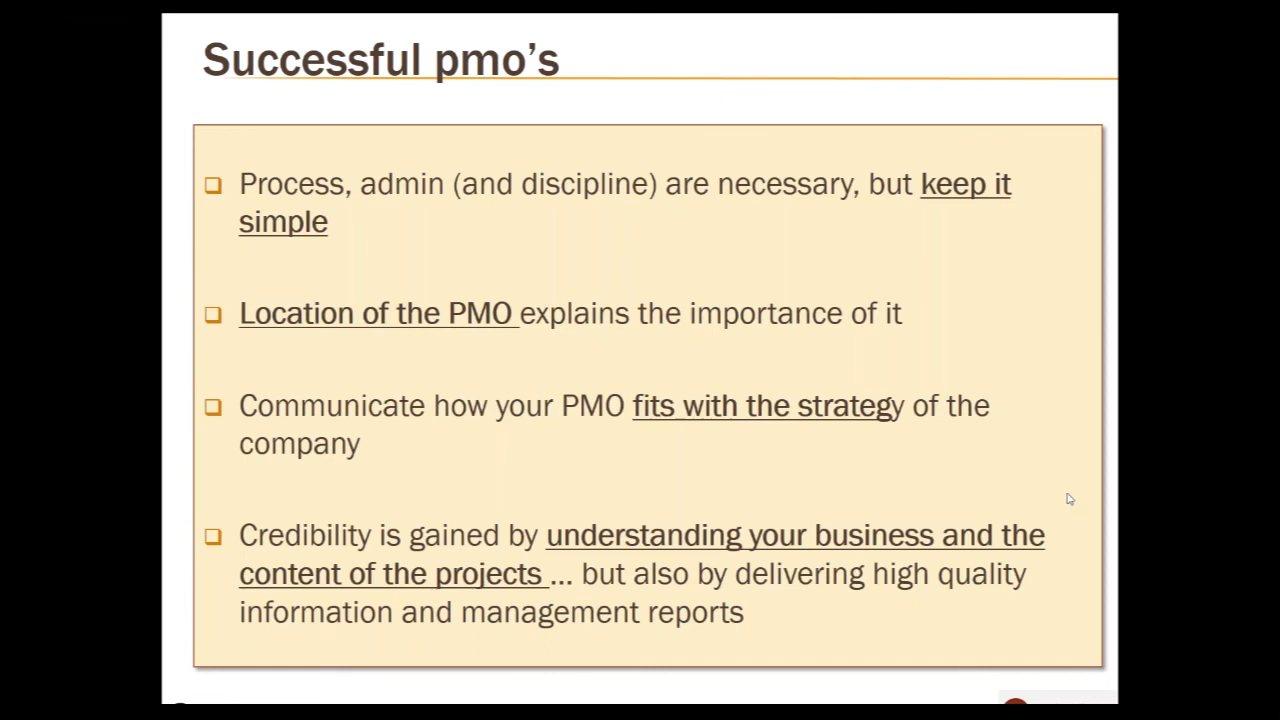 Successful pmo’s
Process, admin (and discipline) are necessary, but keep it
simple
Location of the PMO explains the importance of it
Communicate how your PMO fits with the strategy of the
company
Credibility is gained by understanding your business and the
content of the projects ... but also by delivering high quality
information and management reports